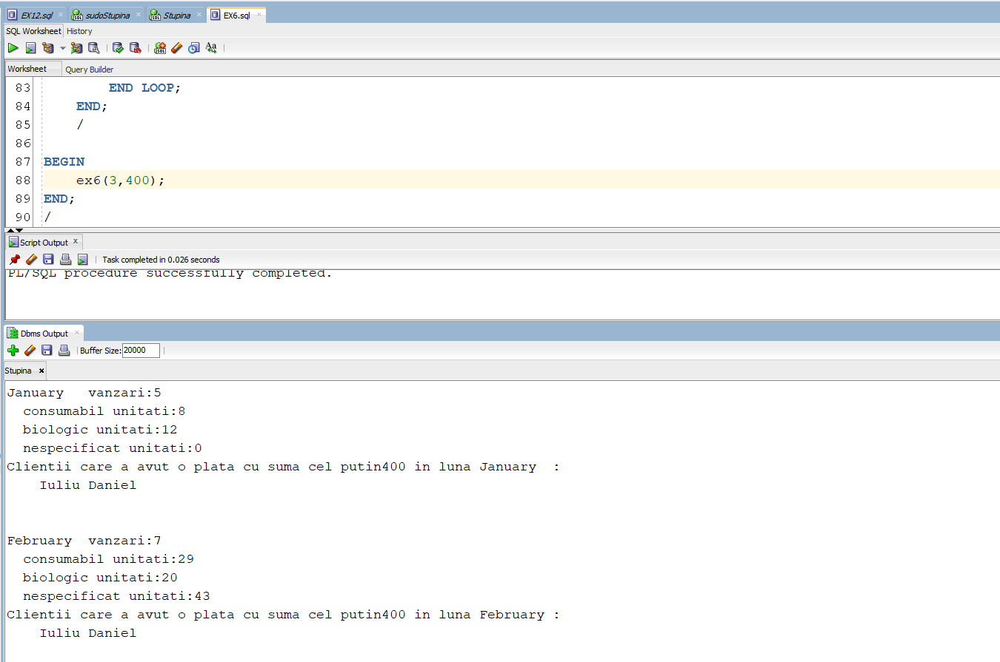 EX12.sql sudoStupina Stupina EX6.sql
SQL Worksheet History
Worksheet Query Builder
83 END LOOP;
84 END;
85 /
86
87 BEGIN
88 ex6(3,400);
89 END;
90 /
Script Output x
Task completed in 0.026 seconds
PL/SQL procedure successfully completed.
Dbms Output
Buffer Size: 20000
Stupina x
January   vanzari:5
  consumabil unitati:8
  biologic unitati:12
  nespecificat unitati:0
Clientii care a avut o plata cu suma cel putin400 in luna January  :
    Iuliu Daniel
February  vanzari:7
  consumabil unitati:29
  biologic unitati:20
  nespecificat unitati:43
Clientii care a avut o plata cu suma cel putin400 in luna February :
    Iuliu Daniel